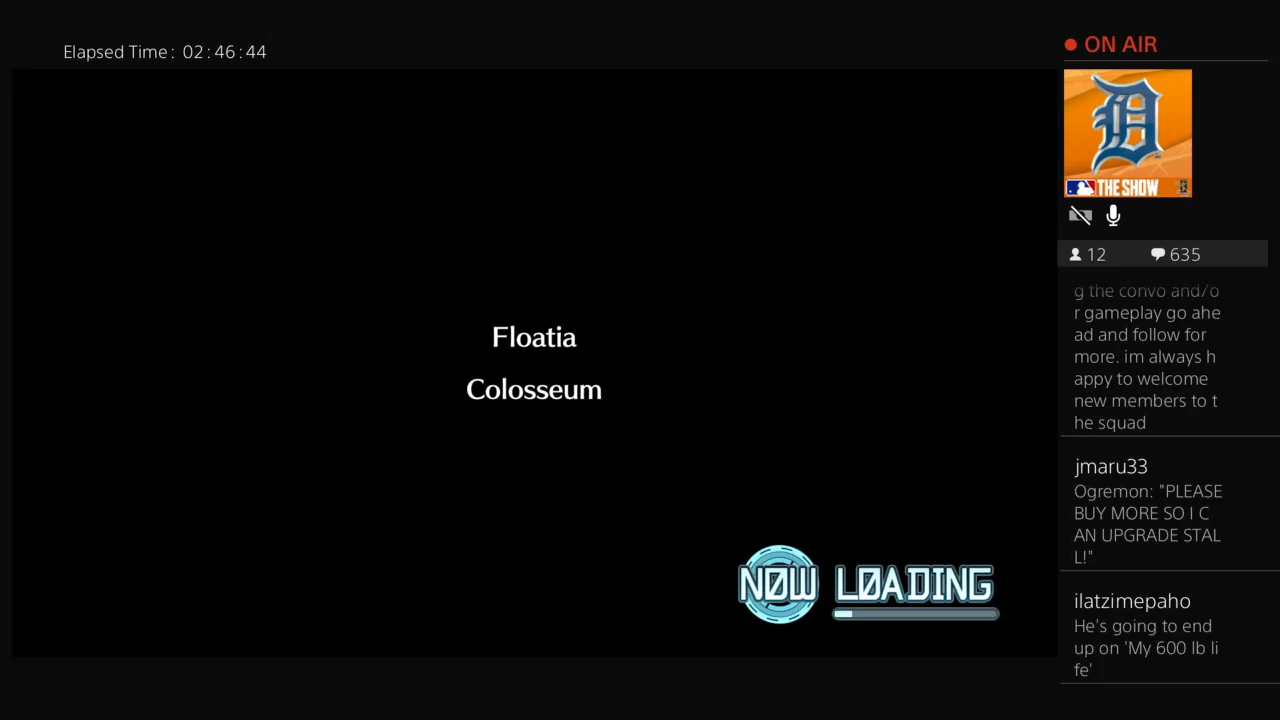 Elapsed Time: 02:46:44
ON AIR
D
THE SHOW
12 635
g the convo and/o
r gameplay go ahe
ad and follow for
more. im always h
appy to welcome
new members to t
he squad
jmaru33
Ogremon: "PLEASE
BUY MORE SO I C
AN UPGRADE STAL
L!"
ilatzimepaho
He's going to end
up on 'My 600 lb li
fe'
Floatia
Colosseum
NOW LOADING